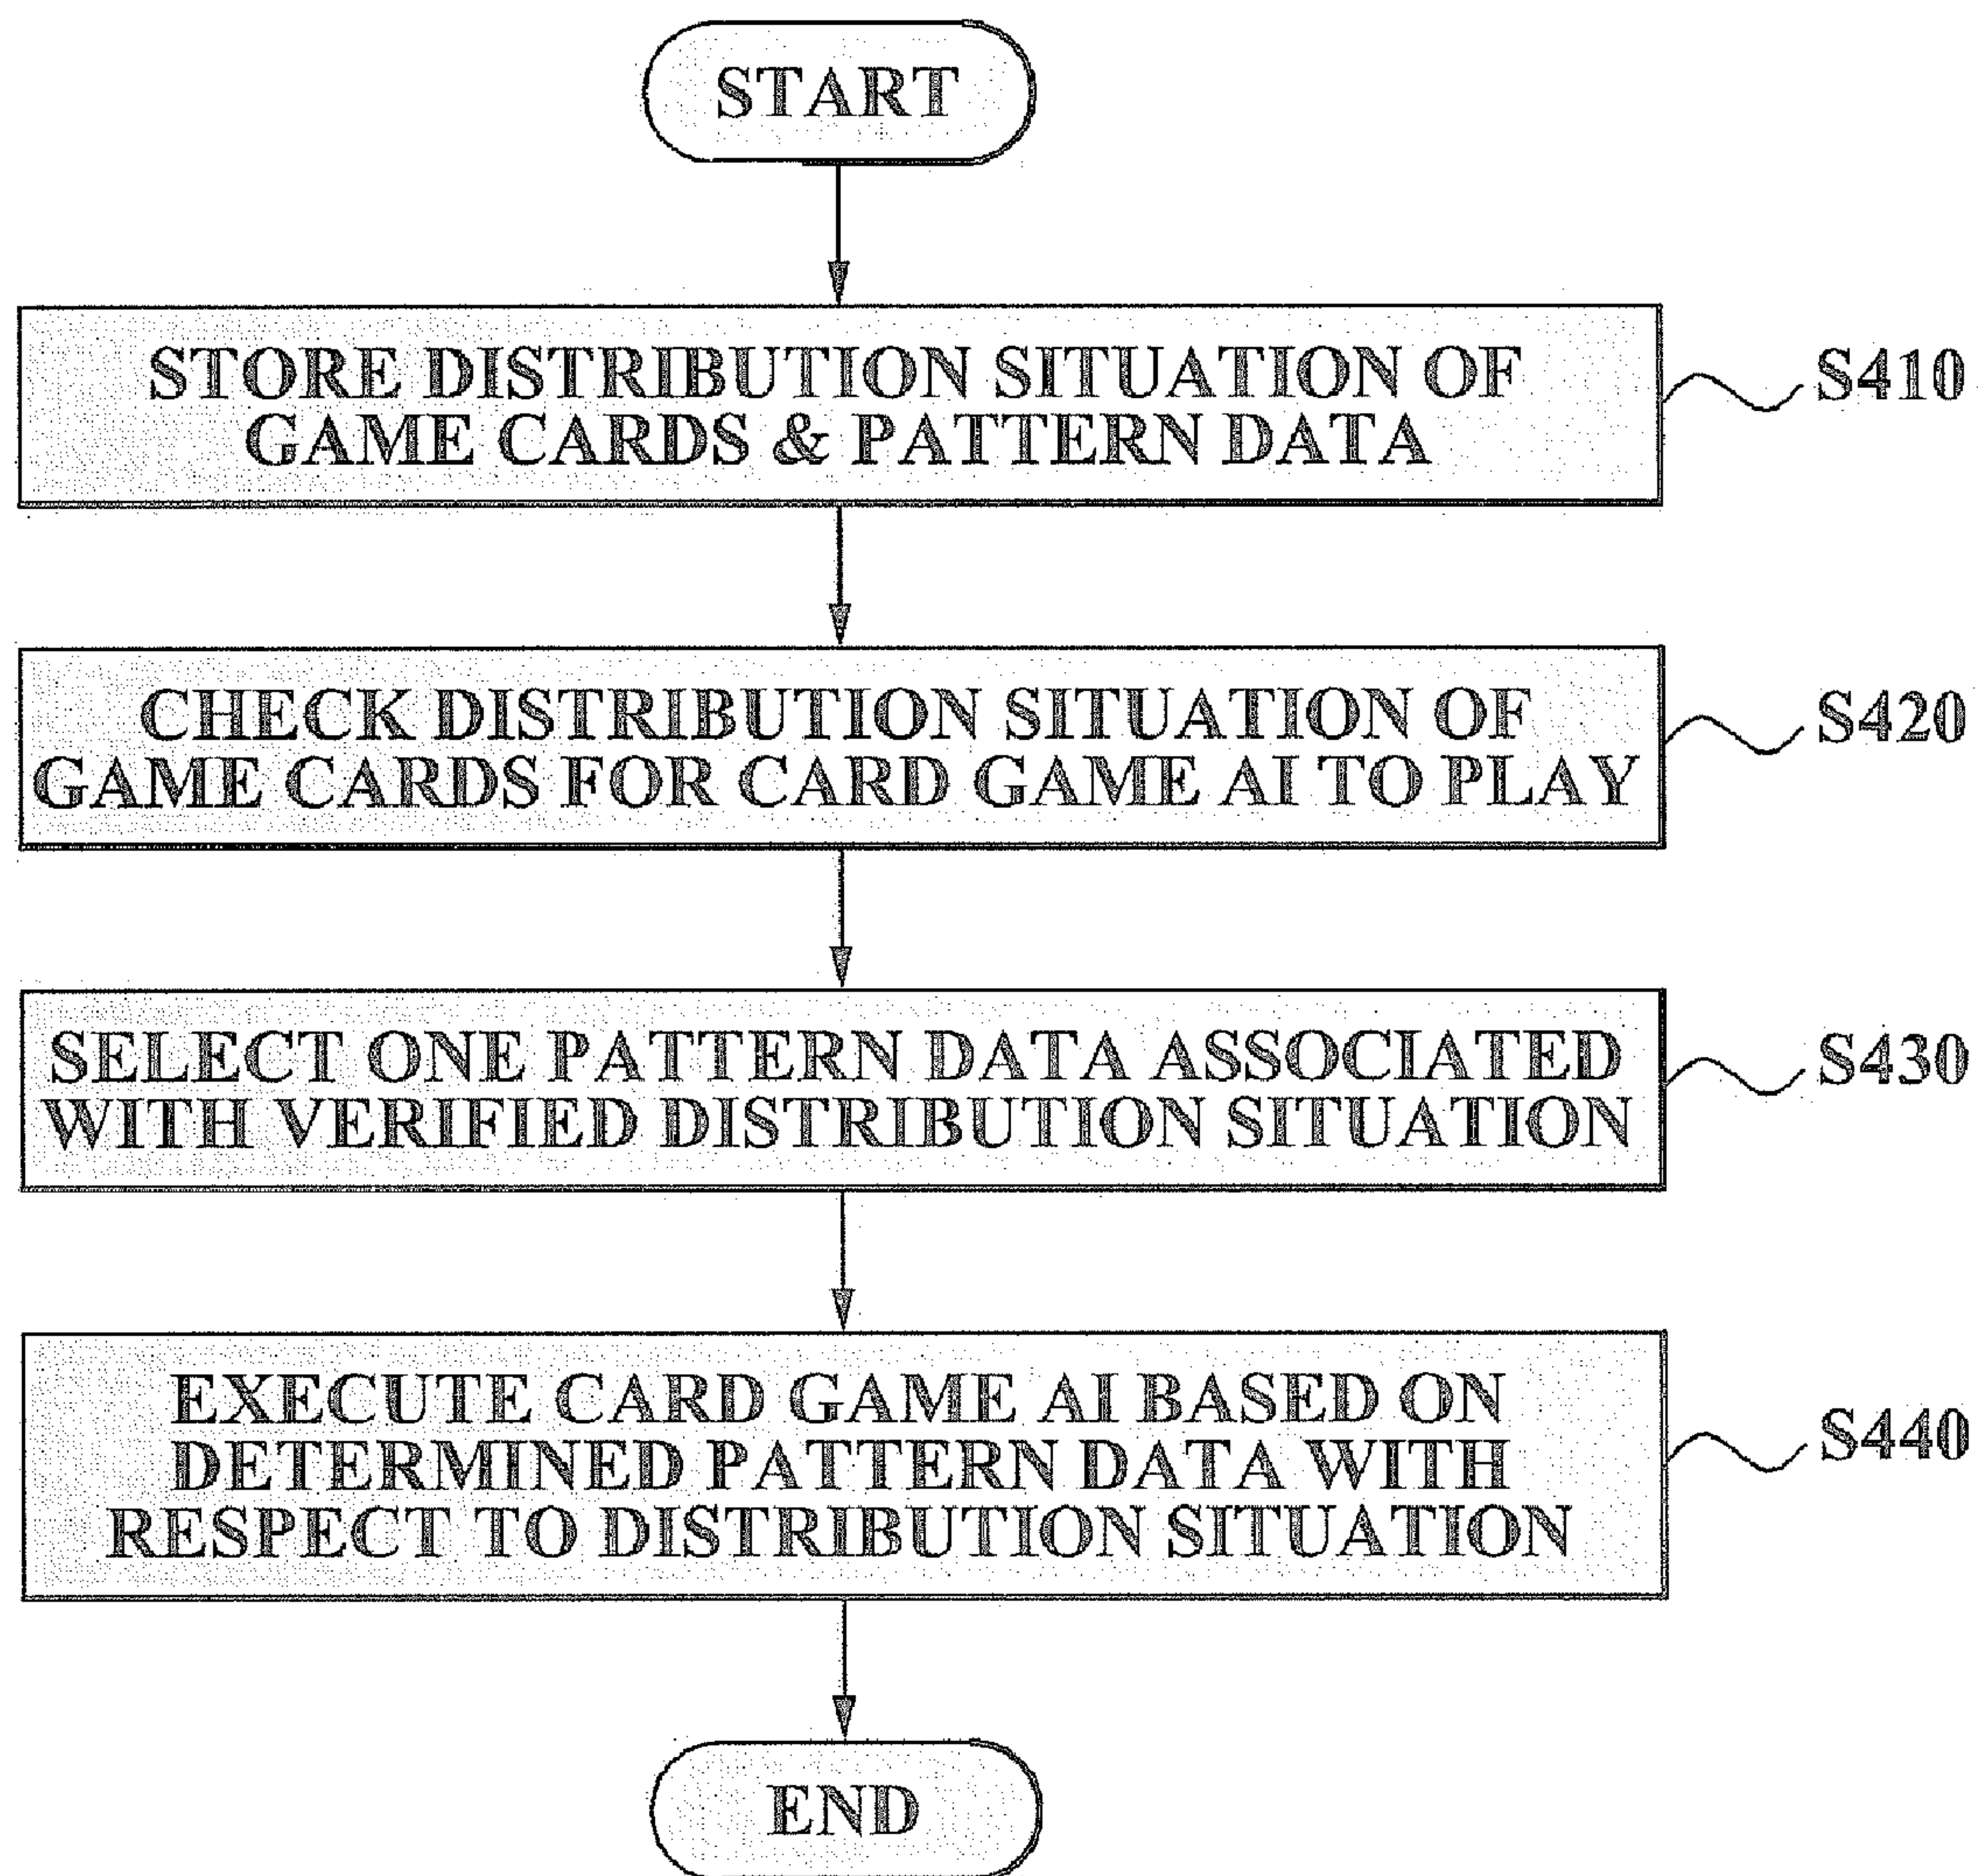 START
STORE DISTRIBUTION SITUATION OF
GAME CARDS & PATTERN DATA
S410
CHECK DISTRIBUTION SITUATION OF
GAME CARDS FOR CARD GAME AI TO PLAY
S420
SELECT ONE PATTERN DATA ASSOCIATED
WITH VERIFIED DISTRIBUTION SITUATION
S430
EXECUTE CARD GAME AI BASED ON
DETERMINED PATTERN DATA WITH
RESPECT TO DISTRIBUTION SITUATION
S440
END